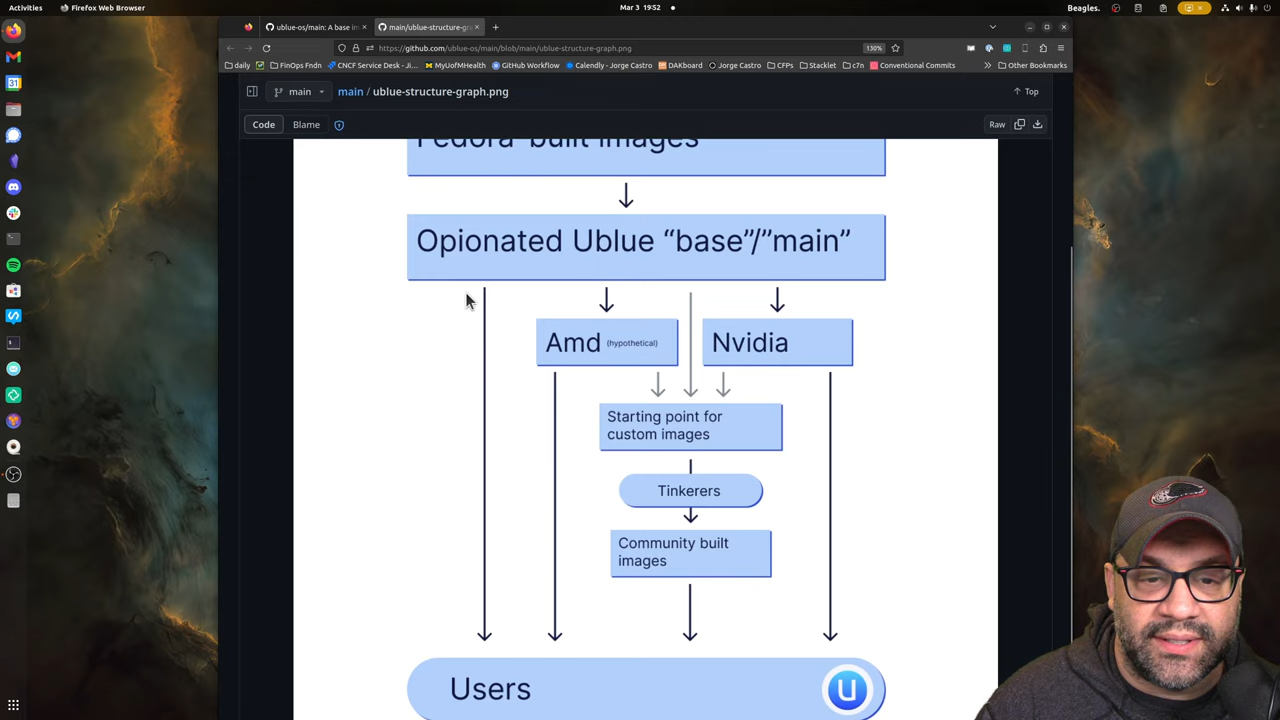 Activities
Firefox Web Browser
Mar 3 19:52
Beagles.
ublue-os/main: A base im
main/ublue-structure-gra
https://github.com/ublue-os/main/blob/main/ublue-structure-graph.png
130%
daily
FinOps Fndn
CNCF Service Desk - Ji...
MyUofMHealth
GitHub Workflow
Calendly - Jorge Castro
DAKboard
Jorge Castro
CFPs
Stacklet
c7n
Conventional Commits
Other Bookmarks
main
main / ublue-structure-graph.png
Top
Code
Blame
Raw
Fedora built images
Opionated Ublue “base”/”main”
Amd (hypothetical)
Nvidia
Starting point for
custom images
Tinkerers
Community built
images
Users
U